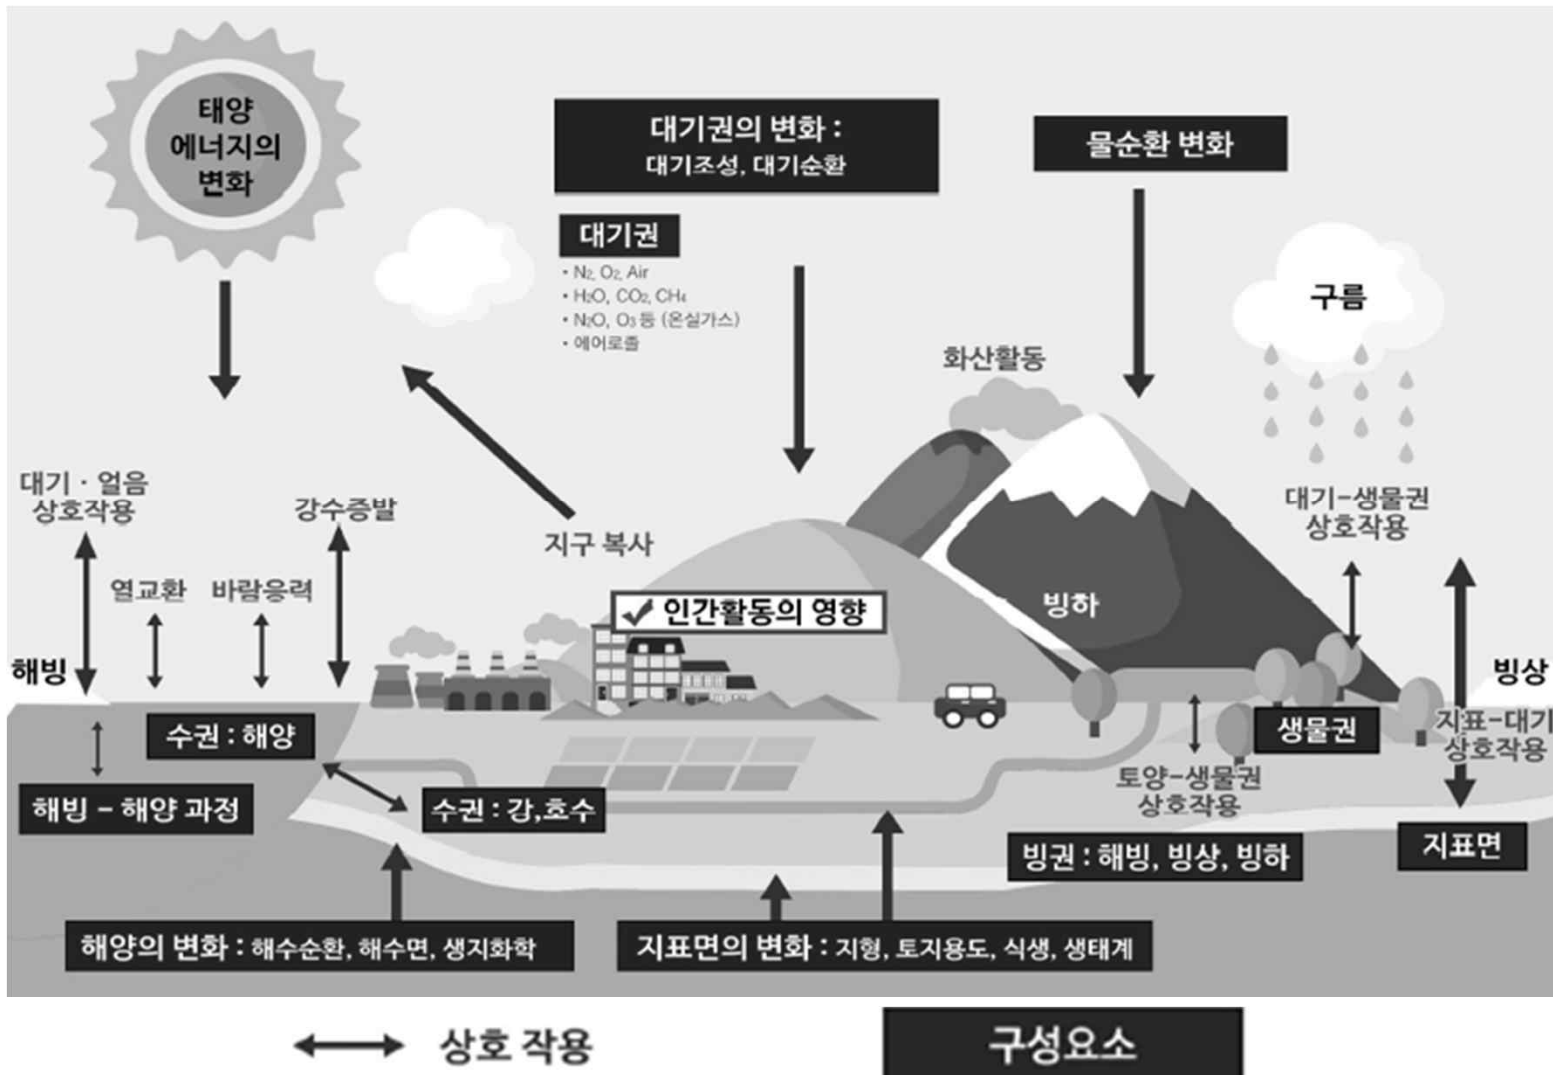 태양
에너지의
변화
대기권의 변화 :
대기조성, 대기순환
물순환 변화
대기권
• N₂, O₂, Air
• H₂O, CO₂, CH₄
• N₂O, O₃ 등 (온실가스)
• 에어로졸
구름
화산활동
대기 · 얼음
상호작용
강수증발
지구 복사
대기-생물권
상호작용
열교환
바람응력
✓ 인간활동의 영향
빙하
해빙
빙상
수권 : 해양
생물권
지표-대기
상호작용
토양-생물권
상호작용
해빙 - 해양 과정
수권 : 강,호수
빙권 : 해빙, 빙상, 빙하
지표면
해양의 변화 : 해수순환, 해수면, 생지화학
지표면의 변화 : 지형, 토지용도, 식생, 생태계
상호 작용
구성요소